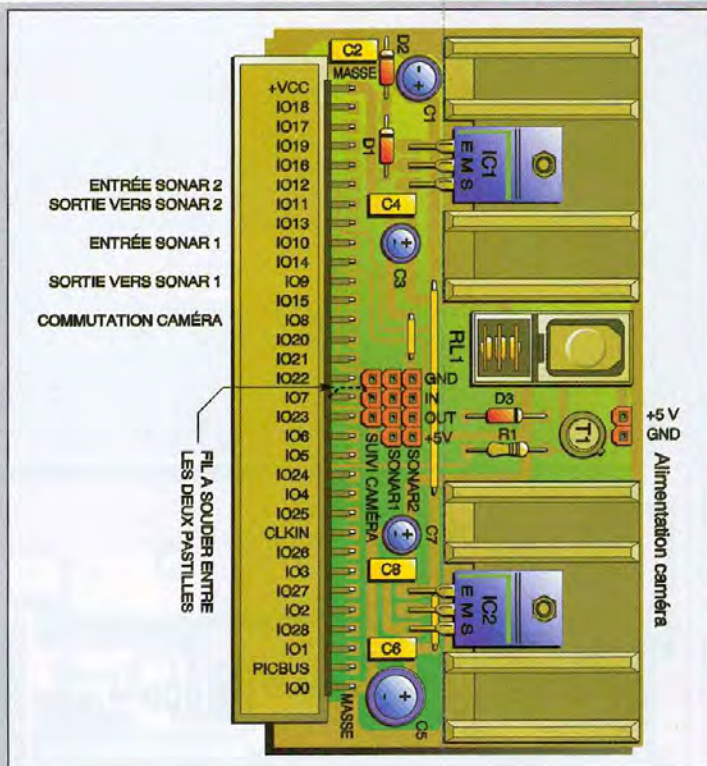 C2
D2
MASSE
C1
+VCC
IO18
IO17
IO19
IO16
D1
IC1
E M S
ENTRÉE SONAR 2
IO12
SORTIE VERS SONAR 2
IO11
C4
IO13
ENTRÉE SONAR 1
IO10
IO14
C3
SORTIE VERS SONAR 1
IO9
IO15
COMMUTATION CAMÉRA
IO8
IO20
RL1
IO21
IO22
GND
IO7
IN
D3
IO23
OUT
+5 V
IO6
+5V
R1
T1
GND
IO5
SUIVI CAMÉRA
SONAR1
SONAR2
Alimentation caméra
FIL A SOUDER ENTRE
LES DEUX PASTILLES
IO24
IO4
IO25
CLKIN
C7
IO26
IO3
C8
IO27
IC2
E M S
IO2
IO28
IO1
C6
PICBUS
IO0
MASSE
C5